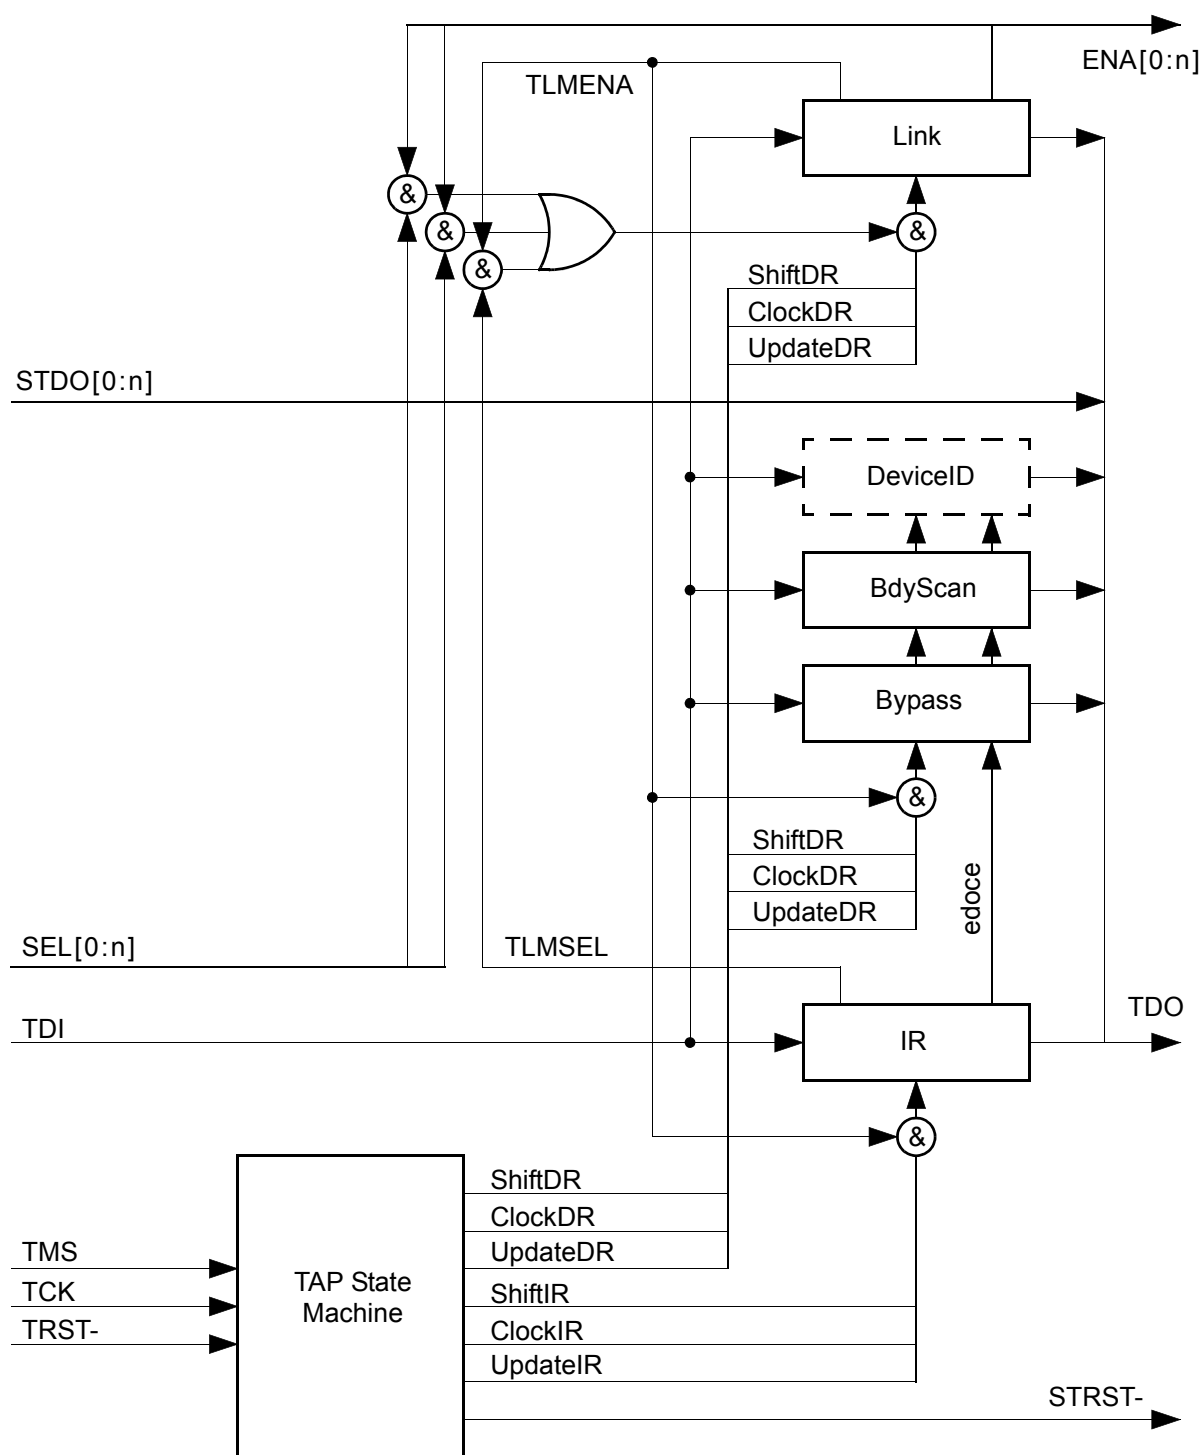 ENA[0:n]
TLMENA
Link
&
&
&
&
ShiftDR
ClockDR
UpdateDR
STDO[0:n]
DeviceID
BdyScan
Bypass
&
ShiftDR
ClockDR
UpdateDR
edoce
SEL[0:n]
TLMSEL
TDI
IR
TDO
&
ShiftDR
ClockDR
UpdateDR
TMS
TCK
TRST-
TAP State
Machine
ShiftIR
ClockIR
UpdateIR
STRST-